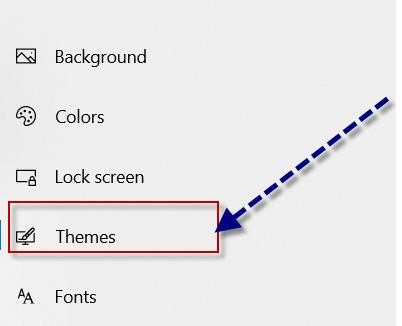 Background
Colors
Lock screen
Themes
Fonts